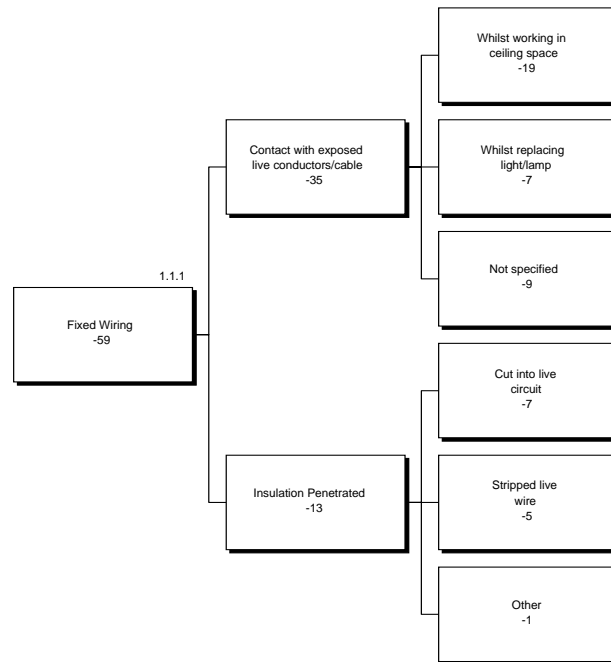 Whilst working in
ceiling space
-19
Contact with exposed
live conductors/cable
-35
Whilst replacing
light/lamp
-7
Not specified
-9
1.1.1
Fixed Wiring
-59
Cut into live
circuit
-7
Insulation Penetrated
-13
Stripped live
wire
-5
Other
-1